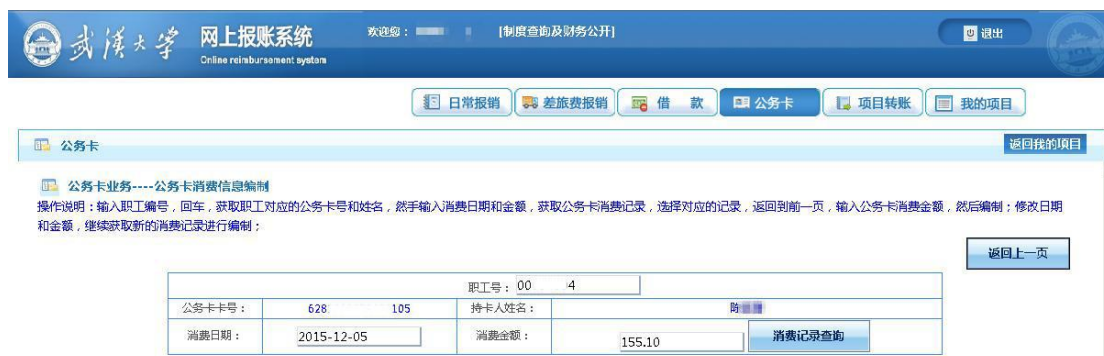 武漢大学 网上报账系统 欢迎您： [制度查询及财务公开] 退出
Online reimbursement system
日常报销 差旅费报销 借 款 公务卡 项目转账 我的项目
公务卡 返回我的项目
公务卡业务----公务卡消费信息编制
操作说明：输入职工编号，回车，获取职工对应的公务卡号和姓名，然手输入消费日期和金额，获取公务卡消费记录，选择对应的记录，返回到前一页，输入公务卡消费金额，然后编制；修改日期
和金额，继续获取新的消费记录进行编制；
返回上一页
职工号： 00 4
公务卡卡号： 628 105 持卡人姓名： 陈
消费日期： 2015-12-05 消费金额： 155.10 消费记录查询